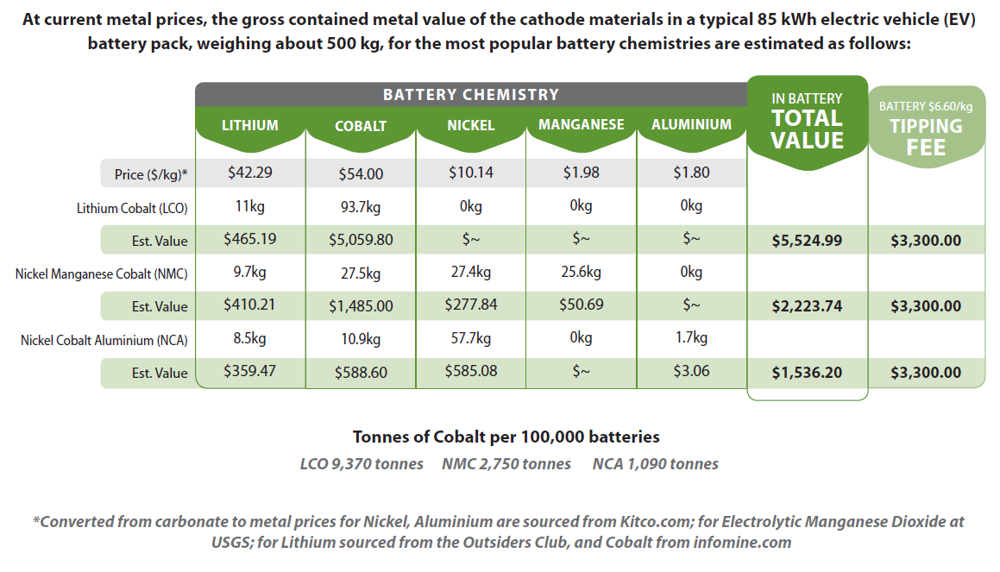 At current metal prices, the gross contained metal value of the cathode materials in a typical 85 kWh electric vehicle (EV)
battery pack, weighing about 500 kg, for the most popular battery chemistries are estimated as follows:
BATTERY CHEMISTRY
IN BATTERY
TOTAL
VALUE
BATTERY $6.60/kg
TIPPING
FEE
LITHIUM COBALT NICKEL MANGANESE ALUMINIUM
Price ($/kg)* $42.29 $54.00 $10.14 $1.98 $1.80
Lithium Cobalt (LCO) 11kg 93.7kg 0kg 0kg 0kg
Est. Value $465.19 $5,059.80 $~ $~ $~ $5,524.99 $3,300.00
Nickel Manganese Cobalt (NMC) 9.7kg 27.5kg 27.4kg 25.6kg 0kg
Est. Value $410.21 $1,485.00 $277.84 $50.69 $~ $2,223.74 $3,300.00
Nickel Cobalt Aluminium (NCA) 8.5kg 10.9kg 57.7kg 0kg 1.7kg
Est. Value $359.47 $588.60 $585.08 $~ $3.06 $1,536.20 $3,300.00
Tonnes of Cobalt per 100,000 batteries
LCO 9,370 tonnes NMC 2,750 tonnes NCA 1,090 tonnes
*Converted from carbonate to metal prices for Nickel, Aluminium are sourced from Kitco.com; for Electrolytic Manganese Dioxide at
USGS; for Lithium sourced from the Outsiders Club, and Cobalt from infomine.com